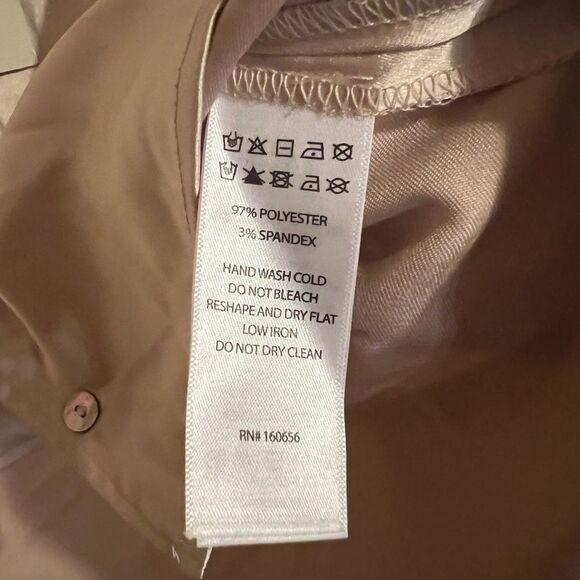 97% POLYESTER
3% SPANDEX
HAND WASH COLD
DO NOT BLEACH
RESHAPE AND DRY FLAT
LOW IRON
DO NOT DRY CLEAN
RN# 160656